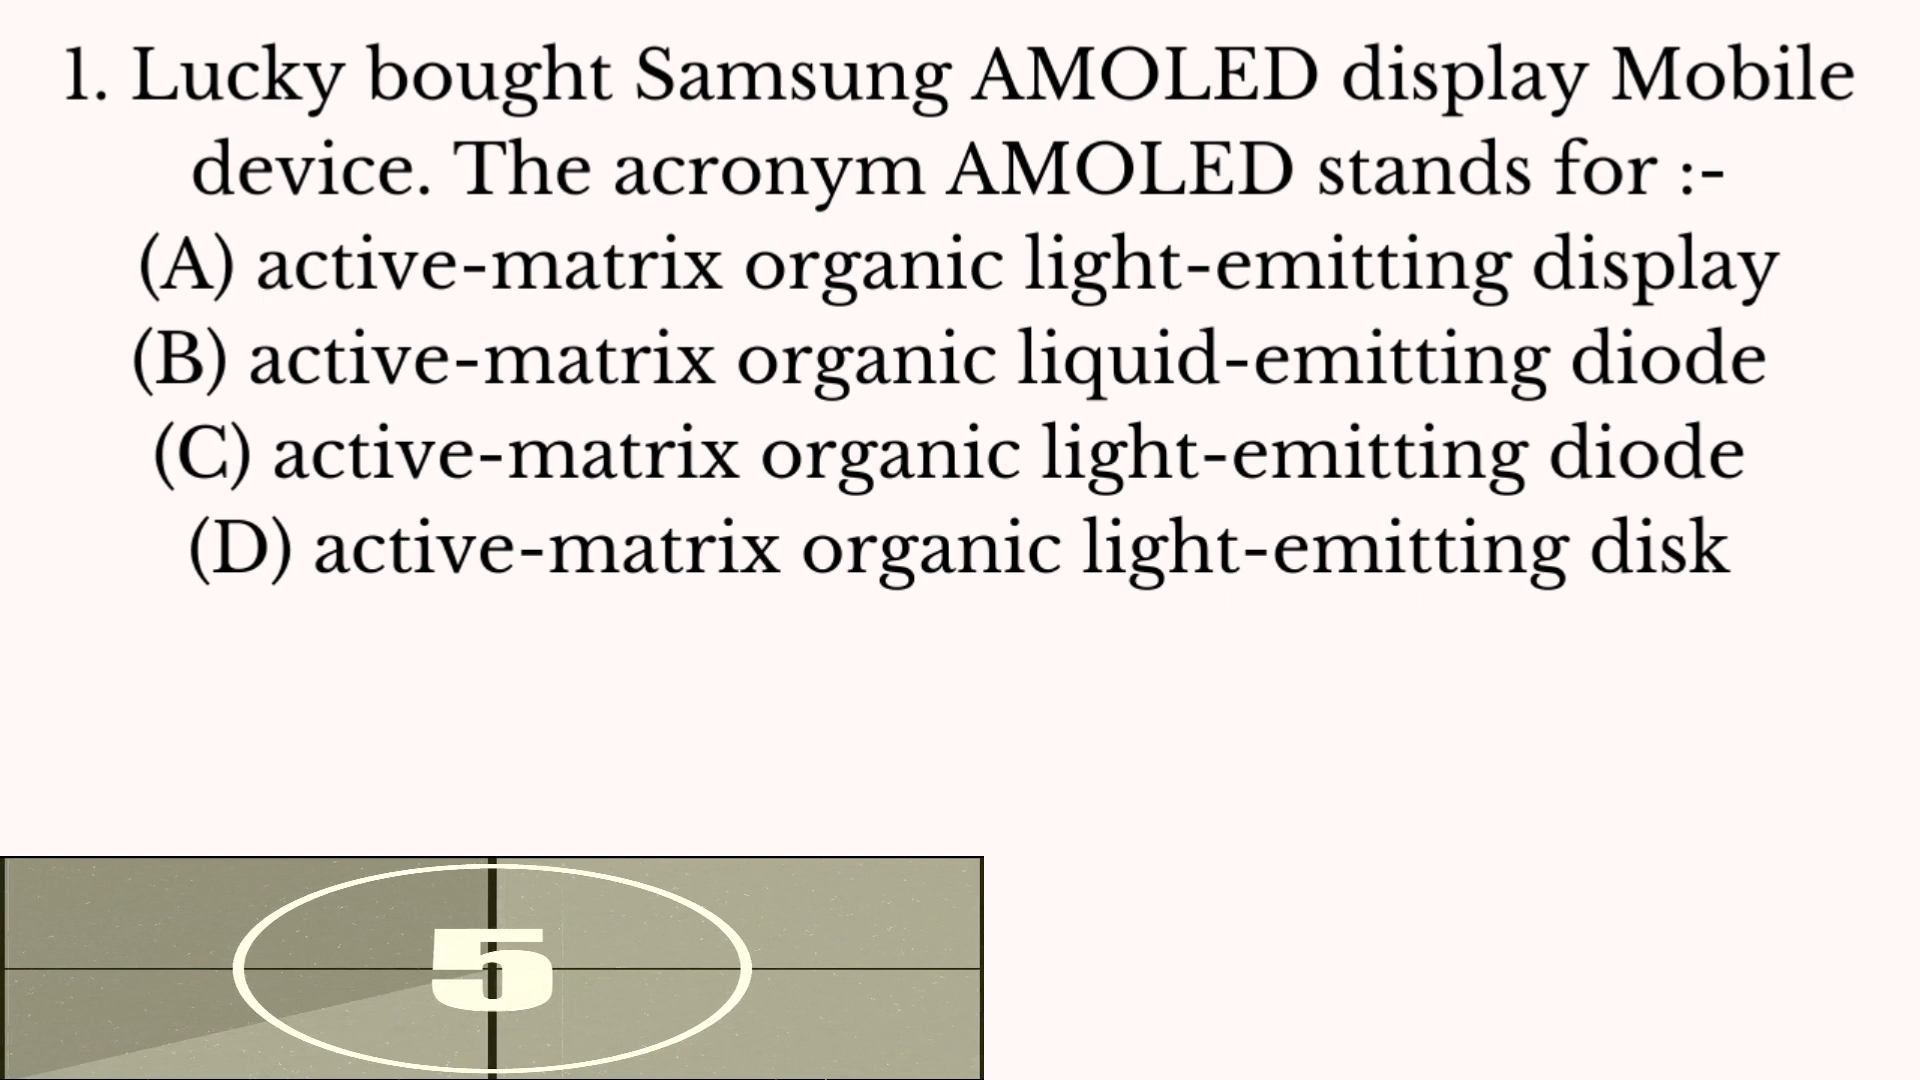 1. Lucky bought Samsung AMOLED display Mobile
device. The acronym AMOLED stands for :-
(A) active-matrix organic light-emitting display
(B) active-matrix organic liquid-emitting diode
(C) active-matrix organic light-emitting diode
(D) active-matrix organic light-emitting disk
5